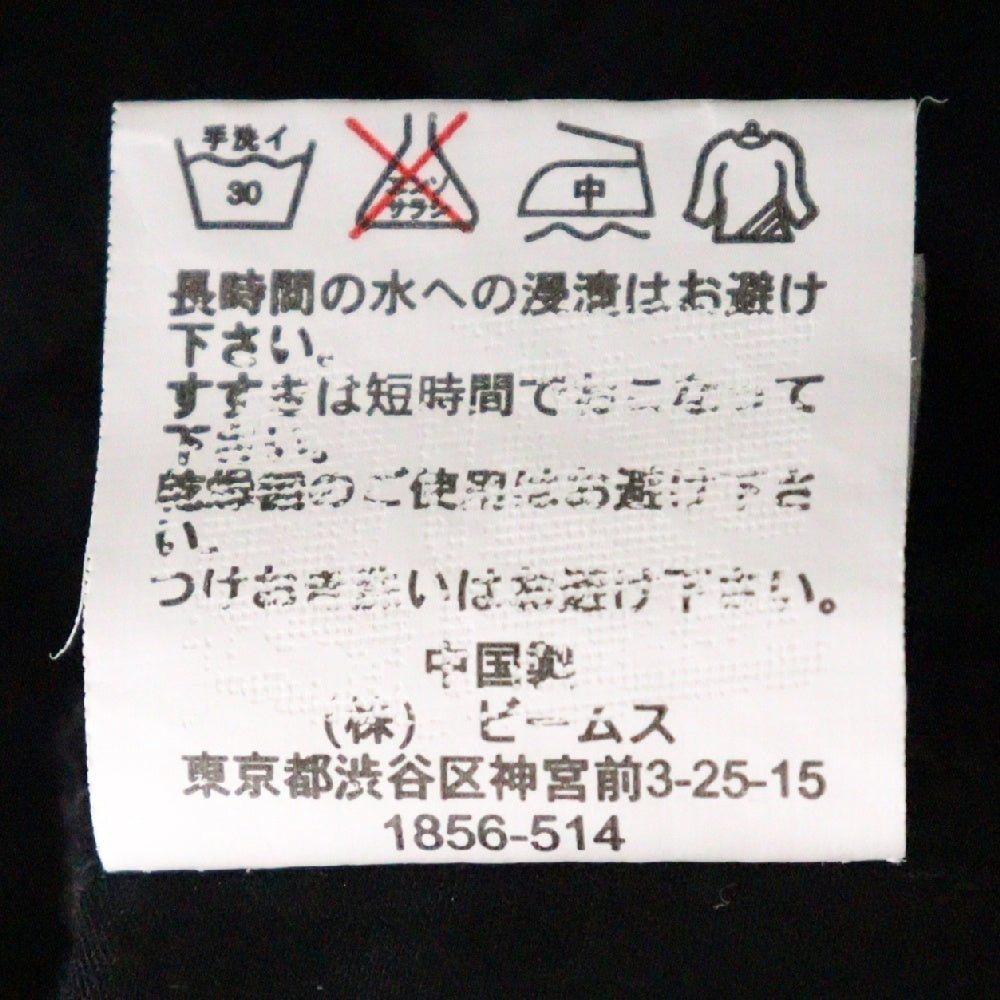 手洗イ
30
エンソ
サラシ
中
長時間の水への浸漬はお避け
下さい。
すすぎは短時間でおこなって
下さい。
乾燥機のご使用はお避け下さ
い。
つけおき洗いはお避け下さい。
中国製
(株) ビームス
東京都渋谷区神宮前3-25-15
1856-514